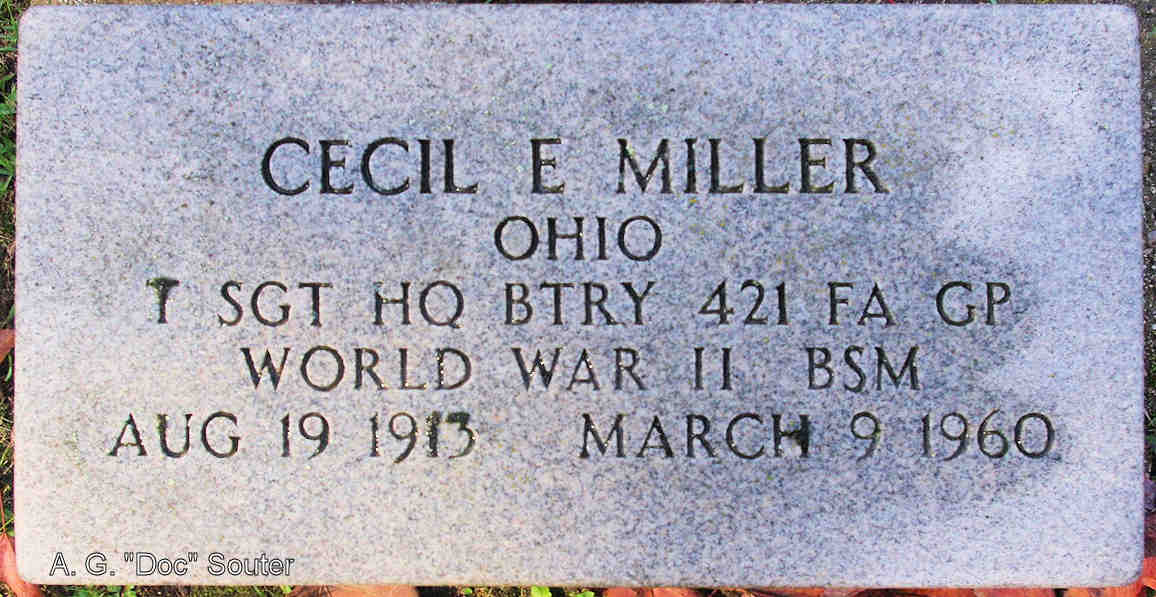 CECIL E MILLER
OHIO
T SGT HQ BTRY 421 FA GP
WORLD WAR II BSM
AUG 19 1913 MARCH 9 1960
A. G. "Doc" Souter